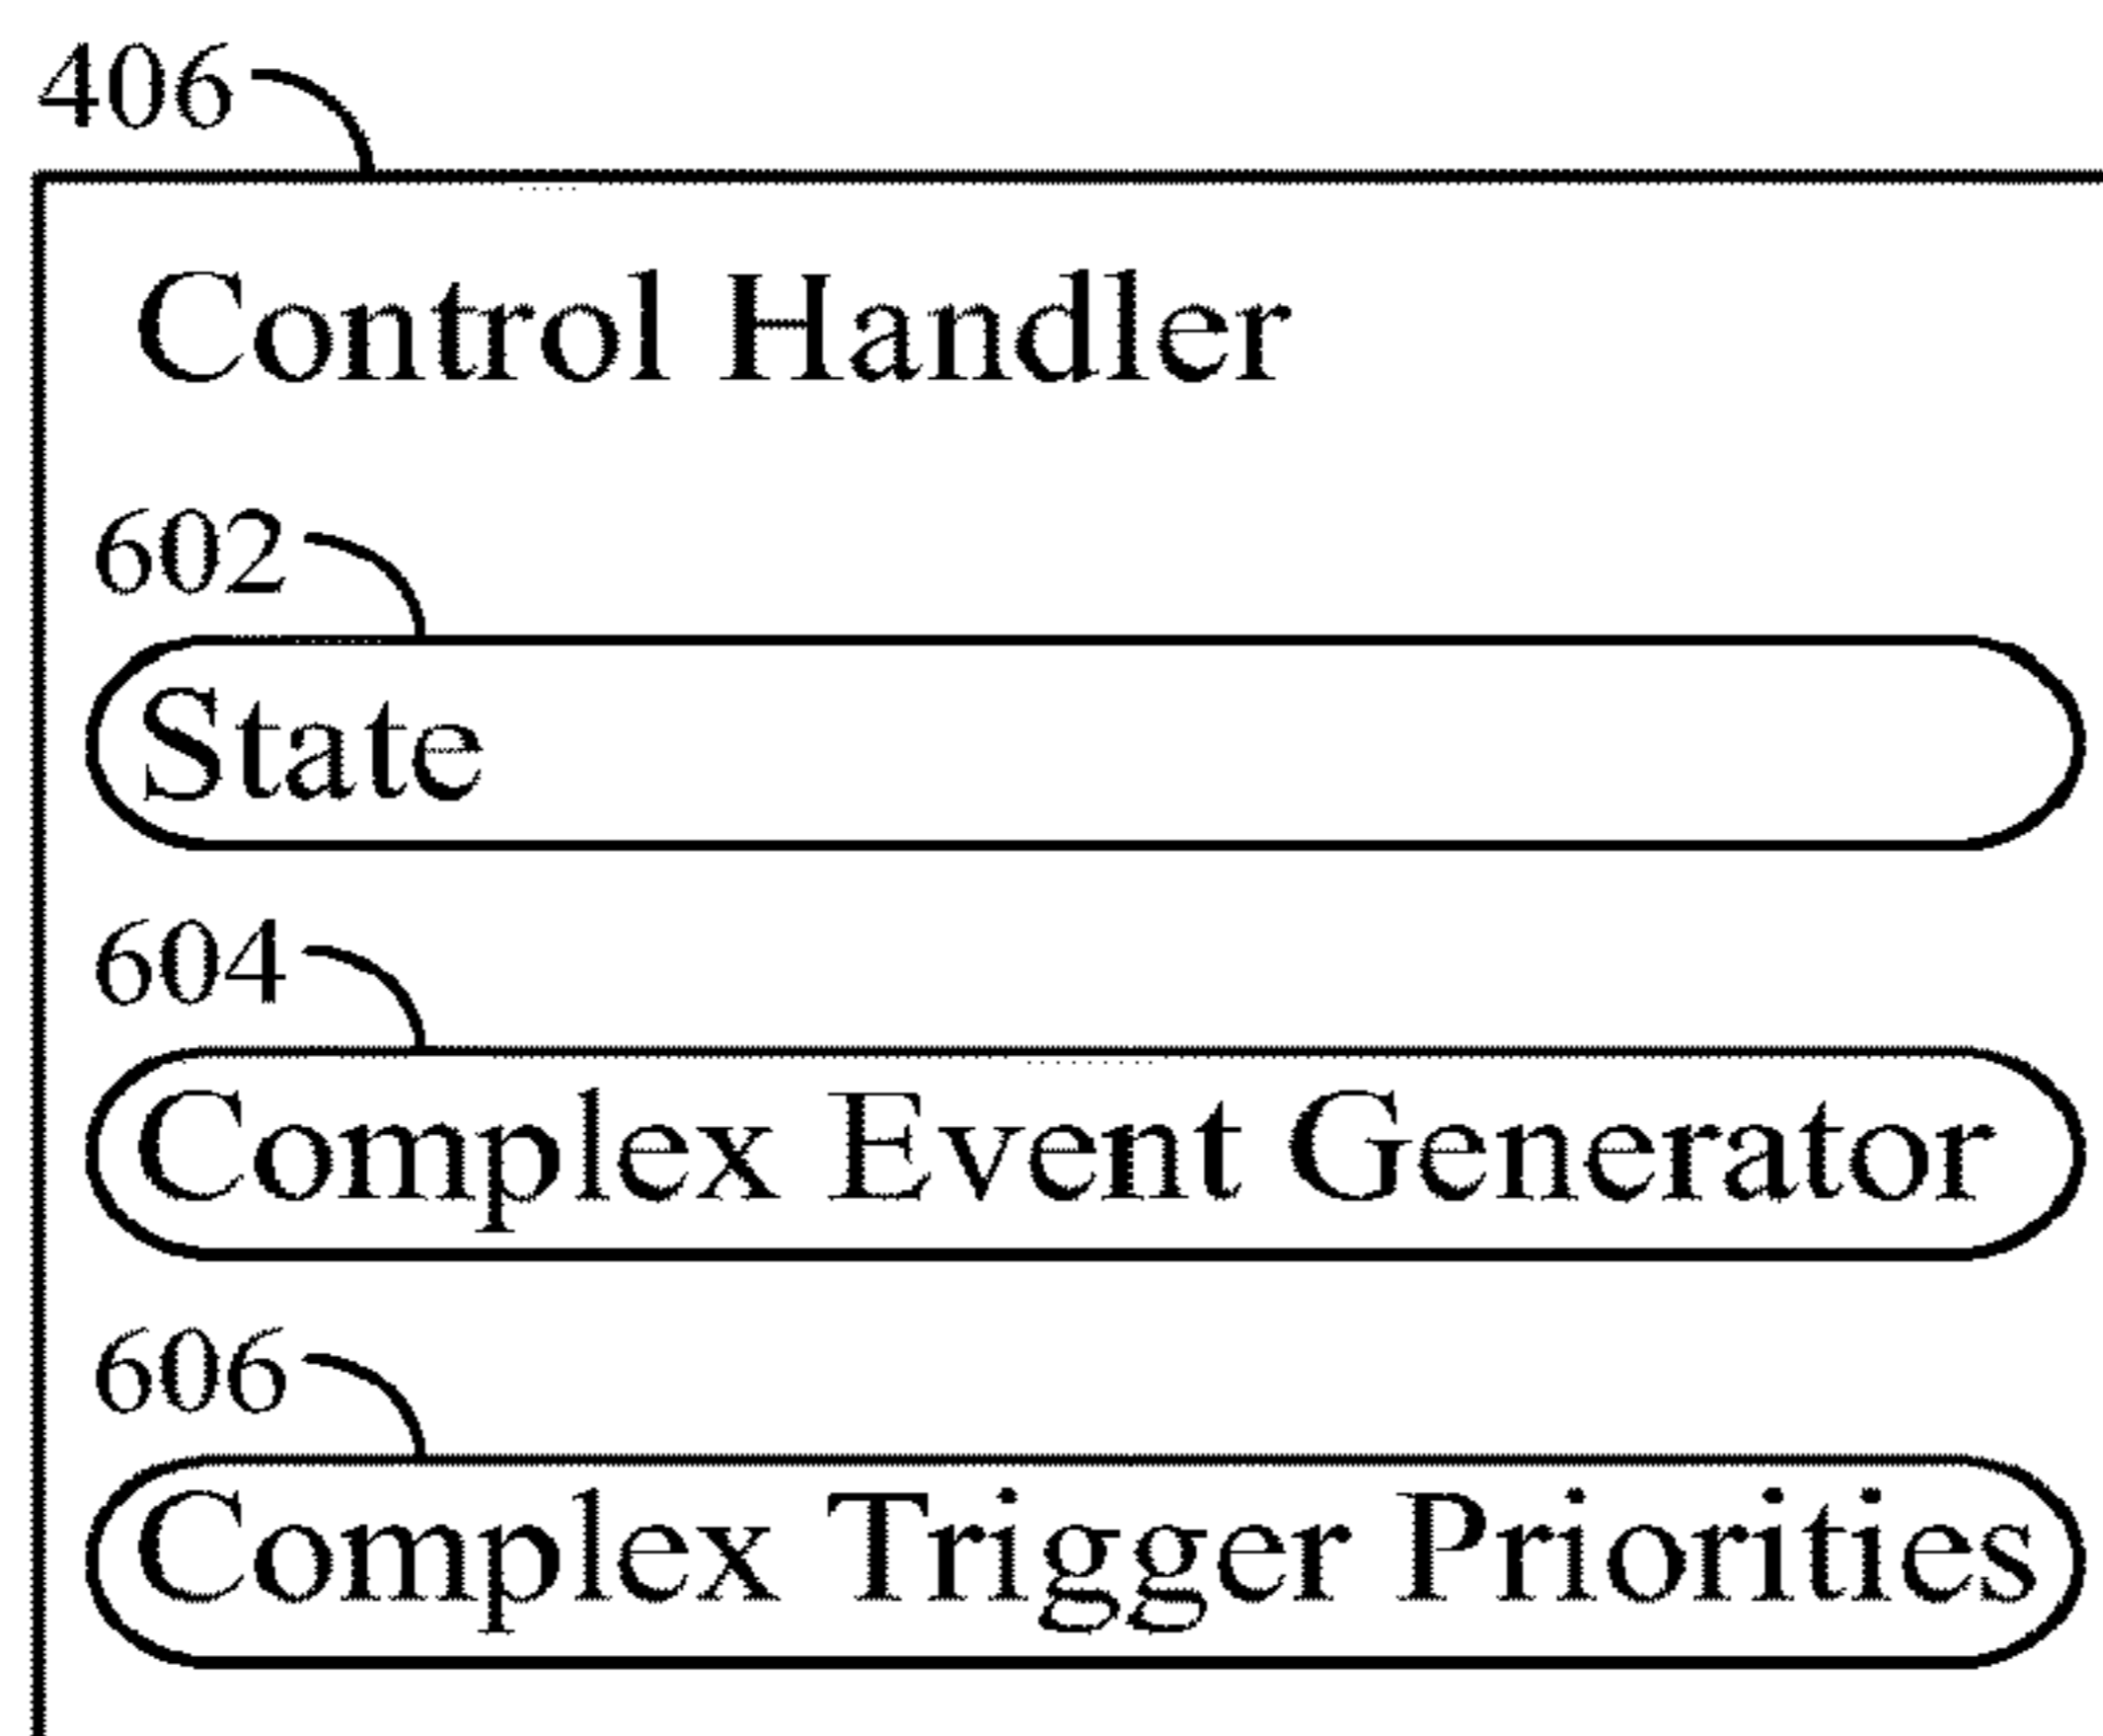 406
Control Handler
602
State
604
Complex Event Generator
606
Complex Trigger Priorities